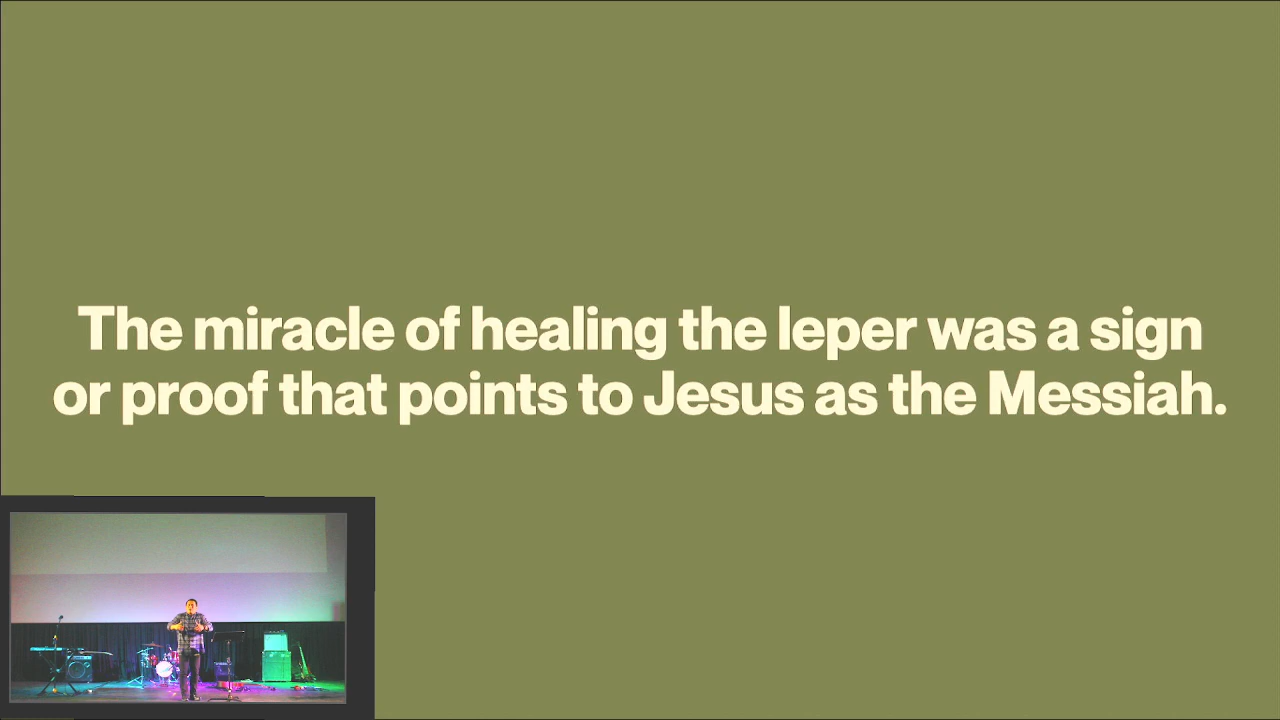 The miracle of healing the leper was a sign
or proof that points to Jesus as the Messiah.